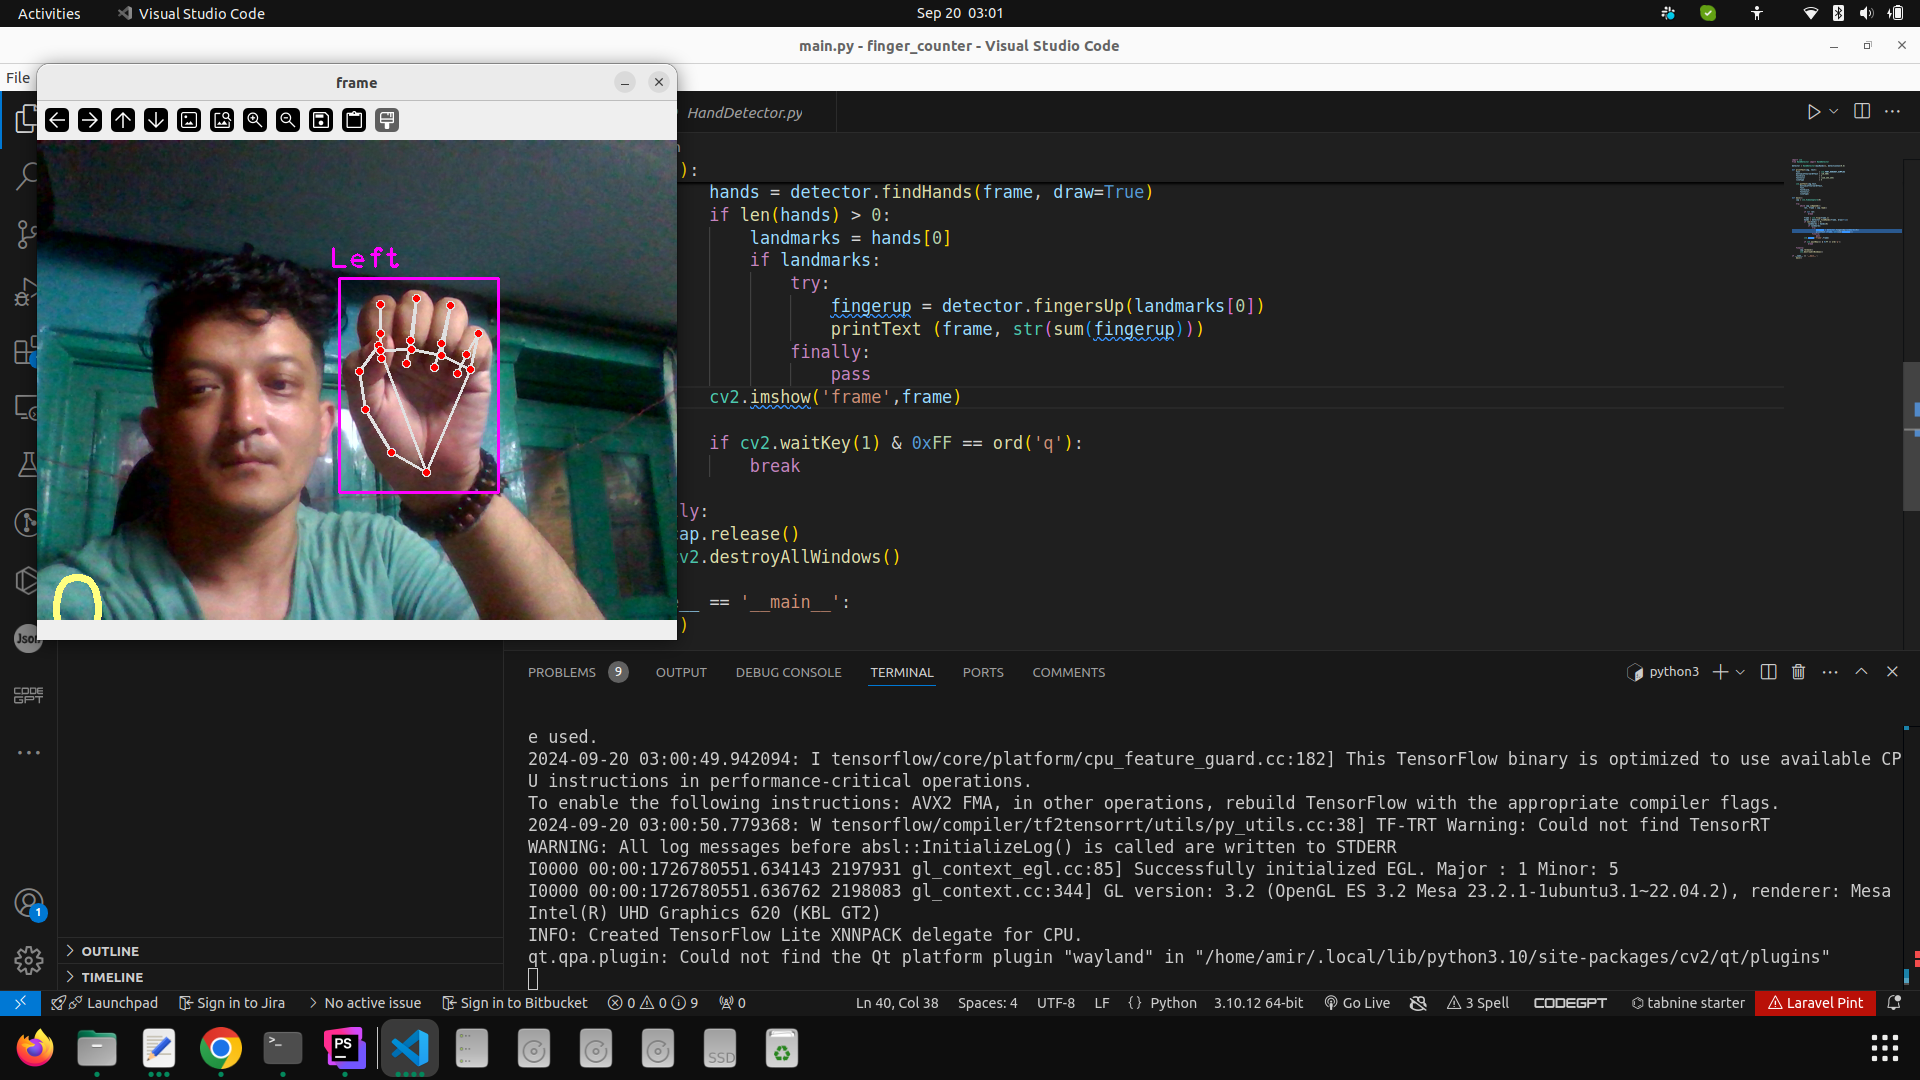 Activities
Visual Studio Code
Sep 20 03:01
main.py - finger_counter - Visual Studio Code
File
frame
HandDetector.py
Left
0
):
hands = detector.findHands(frame, draw=True)
if len(hands) > 0:
landmarks = hands[0]
if landmarks:
try:
fingerup = detector.fingersUp(landmarks[0])
printText (frame, str(sum(fingerup)))
finally:
pass
cv2.imshow('frame',frame)
if cv2.waitKey(1) & 0xFF == ord('q'):
break
ly:
ap.release()
v2.destroyAllWindows()
__ == '__main__':
)
Json
CODE
GPT
1
OUTLINE
TIMELINE
PROBLEMS 9 OUTPUT DEBUG CONSOLE TERMINAL PORTS COMMENTS
python3
e used.
2024-09-20 03:00:49.942094: I tensorflow/core/platform/cpu_feature_guard.cc:182] This TensorFlow binary is optimized to use available CP
U instructions in performance-critical operations.
To enable the following instructions: AVX2 FMA, in other operations, rebuild TensorFlow with the appropriate compiler flags.
2024-09-20 03:00:50.779368: W tensorflow/compiler/tf2tensorrt/utils/py_utils.cc:38] TF-TRT Warning: Could not find TensorRT
WARNING: All log messages before absl::InitializeLog() is called are written to STDERR
I0000 00:00:1726780551.634143 2197931 gl_context_egl.cc:85] Successfully initialized EGL. Major : 1 Minor: 5
I0000 00:00:1726780551.636762 2198083 gl_context.cc:344] GL version: 3.2 (OpenGL ES 3.2 Mesa 23.2.1-1ubuntu3.1~22.04.2), renderer: Mesa
Intel(R) UHD Graphics 620 (KBL GT2)
INFO: Created TensorFlow Lite XNNPACK delegate for CPU.
qt.qpa.plugin: Could not find the Qt platform plugin "wayland" in "/home/amir/.local/lib/python3.10/site-packages/cv2/qt/plugins"
Launchpad Sign in to Jira No active issue Sign in to Bitbucket 0 0 9 0 Ln 40, Col 38 Spaces: 4 UTF-8 LF {} Python 3.10.12 64-bit Go Live 3 Spell CODEGPT tabnine starter Laravel Pint
PS
SSD